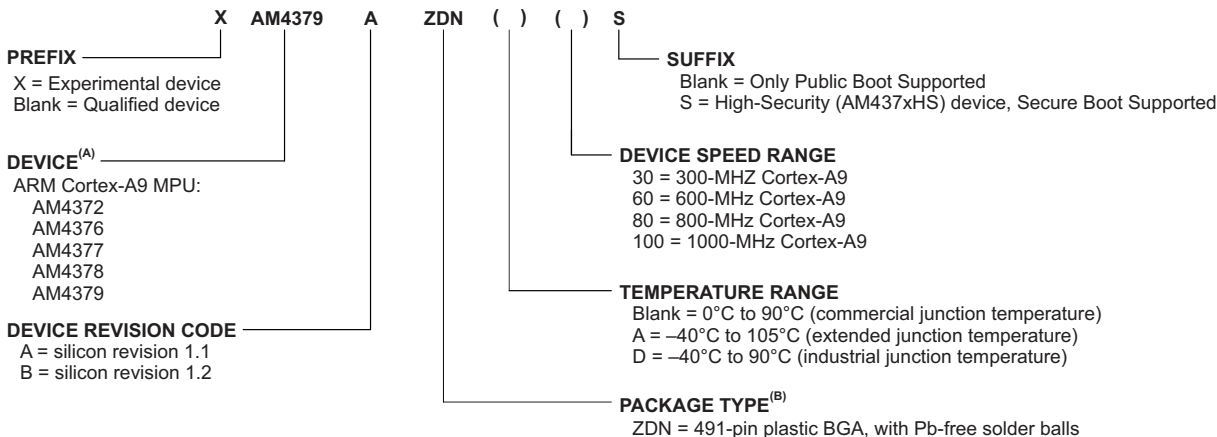 X AM4379 A ZDN ( ) ( ) S
PREFIX
X = Experimental device
Blank = Qualified device
DEVICE(A)
ARM Cortex-A9 MPU:
AM4372
AM4376
AM4377
AM4378
AM4379
DEVICE REVISION CODE
A = silicon revision 1.1
B = silicon revision 1.2
SUFFIX
Blank = Only Public Boot Supported
S = High-Security (AM437xHS) device, Secure Boot Supported
DEVICE SPEED RANGE
30 = 300-MHZ Cortex-A9
60 = 600-MHz Cortex-A9
80 = 800-MHz Cortex-A9
100 = 1000-MHz Cortex-A9
TEMPERATURE RANGE
Blank = 0°C to 90°C (commercial junction temperature)
A = –40°C to 105°C (extended junction temperature)
D = –40°C to 90°C (industrial junction temperature)
PACKAGE TYPE(B)
ZDN = 491-pin plastic BGA, with Pb-free solder balls